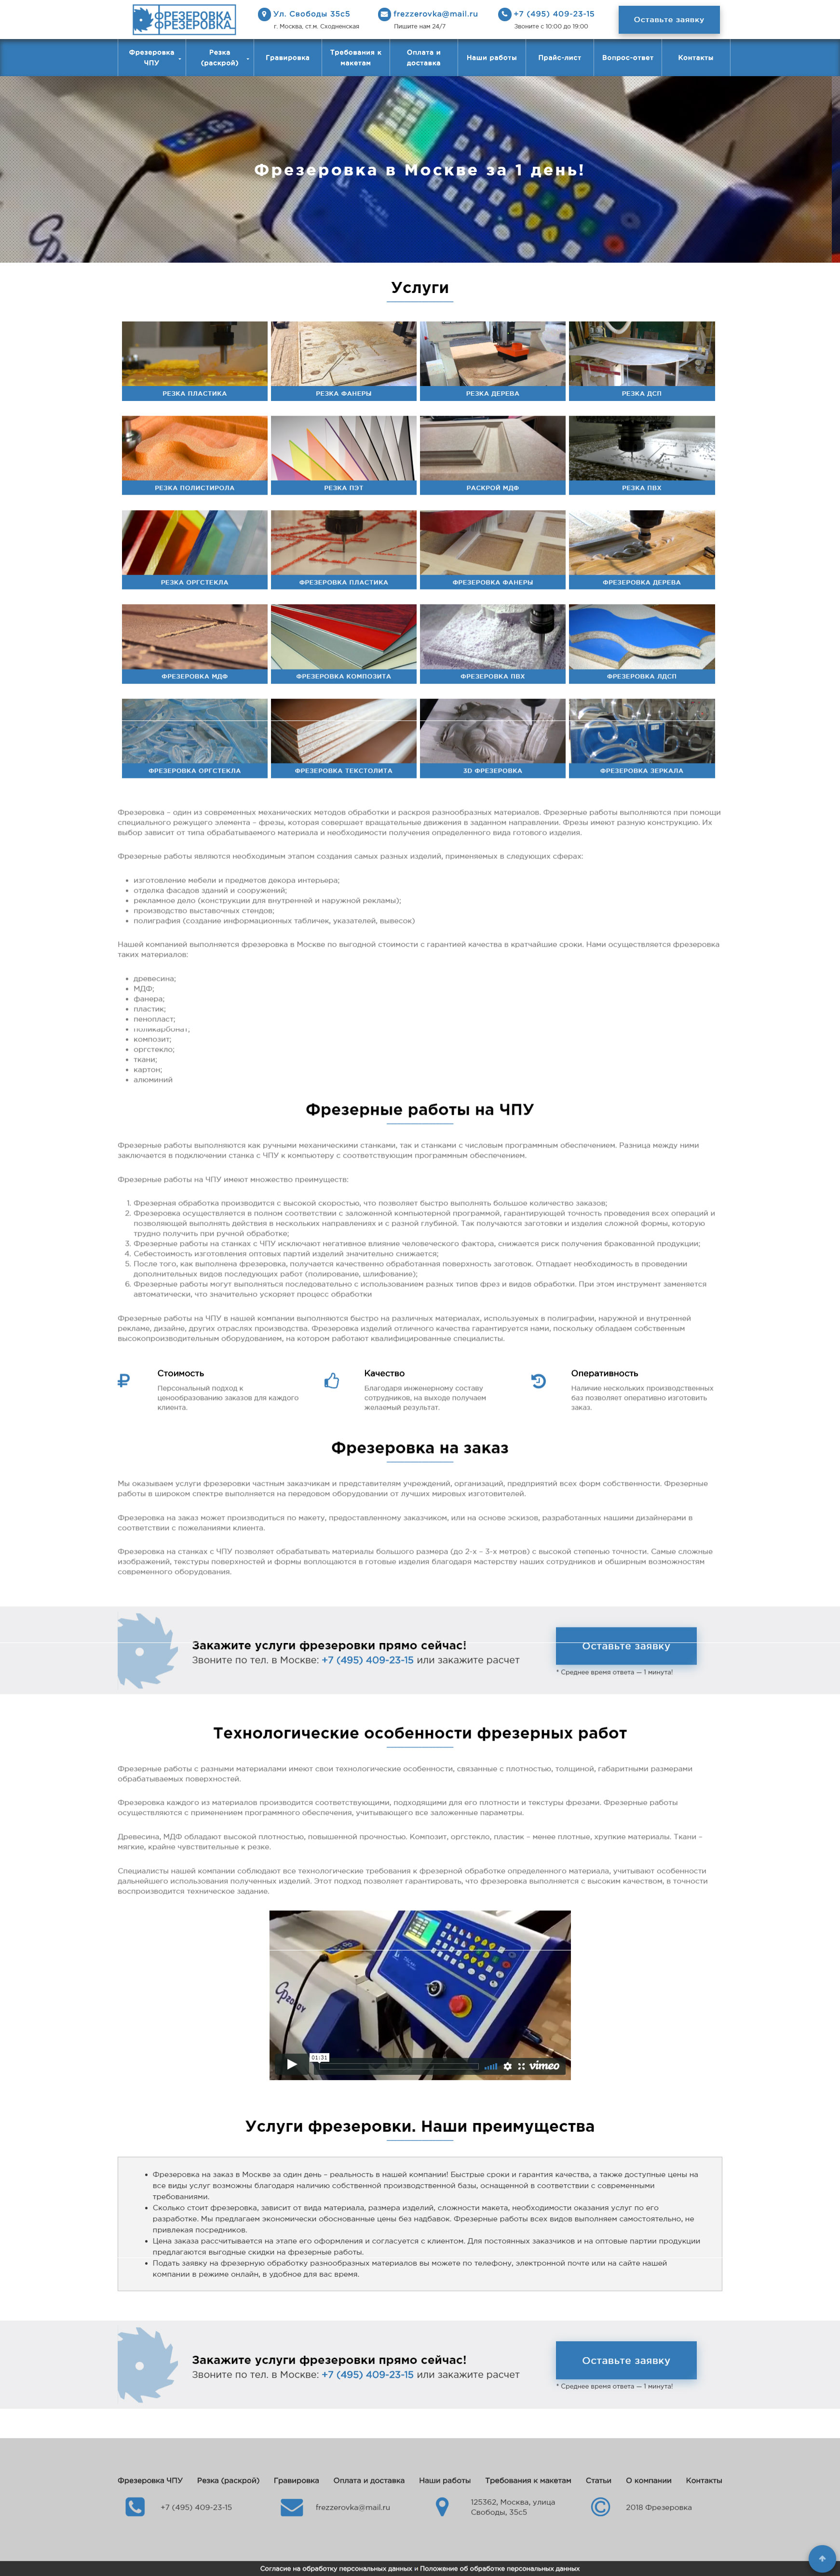 ФРЕЗЕРОВКА
ФРЕЗЕРОВКА
Ул. Свободы 35с5
г. Москва, ст.м. Сходненская
frezzerovka@mail.ru
Пишите нам 24/7
+7 (495) 409-23-15
Звоните с 10:00 до 19:00
Оставьте заявку
Фрезеровка ЧПУ
Резка (раскрой)
Гравировка
Требования к макетам
Оплата и доставка
Наши работы
Прайс-лист
Вопрос-ответ
Контакты
Фрезеровка в Москве за 1 день!
Услуги
РЕЗКА ПЛАСТИКА
РЕЗКА ФАНЕРЫ
РЕЗКА ДЕРЕВА
РЕЗКА ДСП
РЕЗКА ПОЛИСТИРОЛА
РЕЗКА ПЭТ
РАСКРОЙ МДФ
РЕЗКА ПВХ
РЕЗКА ОРГСТЕКЛА
ФРЕЗЕРОВКА ПЛАСТИКА
ФРЕЗЕРОВКА ФАНЕРЫ
ФРЕЗЕРОВКА ДЕРЕВА
ФРЕЗЕРОВКА МДФ
ФРЕЗЕРОВКА КОМПОЗИТА
ФРЕЗЕРОВКА ПВХ
ФРЕЗЕРОВКА ЛДСП
ФРЕЗЕРОВКА ОРГСТЕКЛА
ФРЕЗЕРОВКА ТЕКСТОЛИТА
3D ФРЕЗЕРОВКА
ФРЕЗЕРОВКА ЗЕРКАЛА
Фрезеровка – один из современных механических методов обработки и раскроя разнообразных материалов. Фрезерные работы выполняются при помощи
специального режущего элемента – фрезы, которая совершает вращательные движения в заданном направлении. Фрезы имеют разную конструкцию. Их
выбор зависит от типа обрабатываемого материала и необходимости получения определенного вида готового изделия.
Фрезерные работы являются необходимым этапом создания самых разных изделий, применяемых в следующих сферах:
• изготовление мебели и предметов декора интерьера;
• отделка фасадов зданий и сооружений;
• рекламное дело (конструкции для внутренней и наружной рекламы);
• производство выставочных стендов;
• полиграфия (создание информационных табличек, указателей, вывесок)
Нашей компанией выполняется фрезеровка в Москве по выгодной стоимости с гарантией качества в кратчайшие сроки. Нами осуществляется фрезеровка
таких материалов:
• древесина;
• МДФ;
• фанера;
• пластик;
• пенопласт;
• поликарбонат;
• композит;
• оргстекло;
• ткани;
• картон;
• алюминий
Фрезерные работы на ЧПУ
Фрезерные работы выполняются как ручными механическими станками, так и станками с числовым программным обеспечением. Разница между ними
заключается в подключении станка с ЧПУ к компьютеру с соответствующим программным обеспечением.
Фрезерные работы на ЧПУ имеют множество преимуществ:
1. Фрезерная обработка производится с высокой скоростью, что позволяет быстро выполнять большое количество заказов;
2. Фрезеровка осуществляется в полном соответствии с заложенной компьютерной программой, гарантирующей точность проведения всех операций и
позволяющей выполнять действия в нескольких направлениях и с разной глубиной. Так получаются заготовки и изделия сложной формы, которую
трудно получить при ручной обработке;
3. Фрезерные работы на станках с ЧПУ исключают негативное влияние человеческого фактора, снижается риск получения бракованной продукции;
4. Себестоимость изготовления оптовых партий изделий значительно снижается;
5. После того, как выполнена фрезеровка, получается качественно обработанная поверхность заготовок. Отпадает необходимость в проведении
дополнительных видов последующих работ (полирование, шлифование);
6. Фрезерные работы могут выполняться последовательно с использованием разных типов фрез и видов обработки. При этом инструмент заменяется
автоматически, что значительно ускоряет процесс обработки
Фрезерные работы на ЧПУ в нашей компании выполняются быстро на различных материалах, используемых в полиграфии, наружной и внутренней
рекламе, дизайне, других отраслях производства. Фрезеровка изделий отличного качества гарантируется нами, поскольку обладаем собственным
высокопроизводительным оборудованием, на котором работают квалифицированные специалисты.
Стоимость
Персональный подход к
ценообразованию заказов для каждого
клиента.
Качество
Благодаря инженерному составу
сотрудников, на выходе получаем
желаемый результат.
Оперативность
Наличие нескольких производственных
баз позволяет оперативно изготовить
заказ.
Фрезеровка на заказ
Мы оказываем услуги фрезеровки частным заказчикам и представителям учреждений, организаций, предприятий всех форм собственности. Фрезерные
работы в широком спектре выполняется на передовом оборудовании от лучших мировых изготовителей.
Фрезеровка на заказ может производиться по макету, предоставленному заказчиком, или на основе эскизов, разработанных нашими дизайнерами в
соответствии с пожеланиями клиента.
Фрезеровка на станках с ЧПУ позволяет обрабатывать материалы большого размера (до 2-х – 3-х метров) с высокой степенью точности. Самые сложные
изображений, текстуры поверхностей и формы воплощаются в готовые изделия благодаря мастерству наших сотрудников и обширным возможностям
современного оборудования.
Закажите услуги фрезеровки прямо сейчас!
Звоните по тел. в Москве: +7 (495) 409-23-15 или закажите расчет
Оставьте заявку
* Среднее время ответа — 1 минута!
Технологические особенности фрезерных работ
Фрезерные работы с разными материалами имеют свои технологические особенности, связанные с плотностью, толщиной, габаритными размерами
обрабатываемых поверхностей.
Фрезеровка каждого из материалов производится соответствующими, подходящими для его плотности и текстуры фрезами. Фрезерные работы
осуществляются с применением программного обеспечения, учитывающего все заложенные параметры.
Древесина, МДФ обладают высокой плотностью, повышенной прочностью. Композит, оргстекло, пластик – менее плотные, хрупкие материалы. Ткани –
мягкие, крайне чувствительные к резке.
Специалисты нашей компании соблюдают все технологические требования к фрезерной обработке определенного материала, учитывают особенности
дальнейшего использования полученных изделий. Этот подход позволяет гарантировать, что фрезеровка выполняется с высоким качеством, в точности
воспроизводится техническое задание.
01:31
vimeo
Услуги фрезеровки. Наши преимущества
• Фрезеровка на заказ в Москве за один день – реальность в нашей компании! Быстрые сроки и гарантия качества, а также доступные цены на
все виды услуг возможны благодаря наличию собственной производственной базы, оснащенной в соответствии с современными
требованиями.
• Сколько стоит фрезеровка, зависит от вида материала, размера изделий, сложности макета, необходимости оказания услуг по его
разработке. Мы предлагаем экономически обоснованные цены без надбавок. Фрезерные работы всех видов выполняем самостоятельно, не
привлекая посредников.
• Цена заказа рассчитывается на этапе его оформления и согласуется с клиентом. Для постоянных заказчиков и на оптовые партии продукции
предлагаются выгодные скидки на фрезерные работы.
• Подать заявку на фрезерную обработку разнообразных материалов вы можете по телефону, электронной почте или на сайте нашей
компании в режиме онлайн, в удобное для вас время.
Закажите услуги фрезеровки прямо сейчас!
Звоните по тел. в Москве: +7 (495) 409-23-15 или закажите расчет
Оставьте заявку
* Среднее время ответа — 1 минута!
Фрезеровка ЧПУ Резка (раскрой) Гравировка Оплата и доставка Наши работы Требования к макетам Статьи О компании Контакты
+7 (495) 409-23-15
frezzerovka@mail.ru
125362, Москва, улица
Свободы, 35с5
2018 Фрезеровка
Согласие на обработку персональных данных и Положение об обработке персональных данных